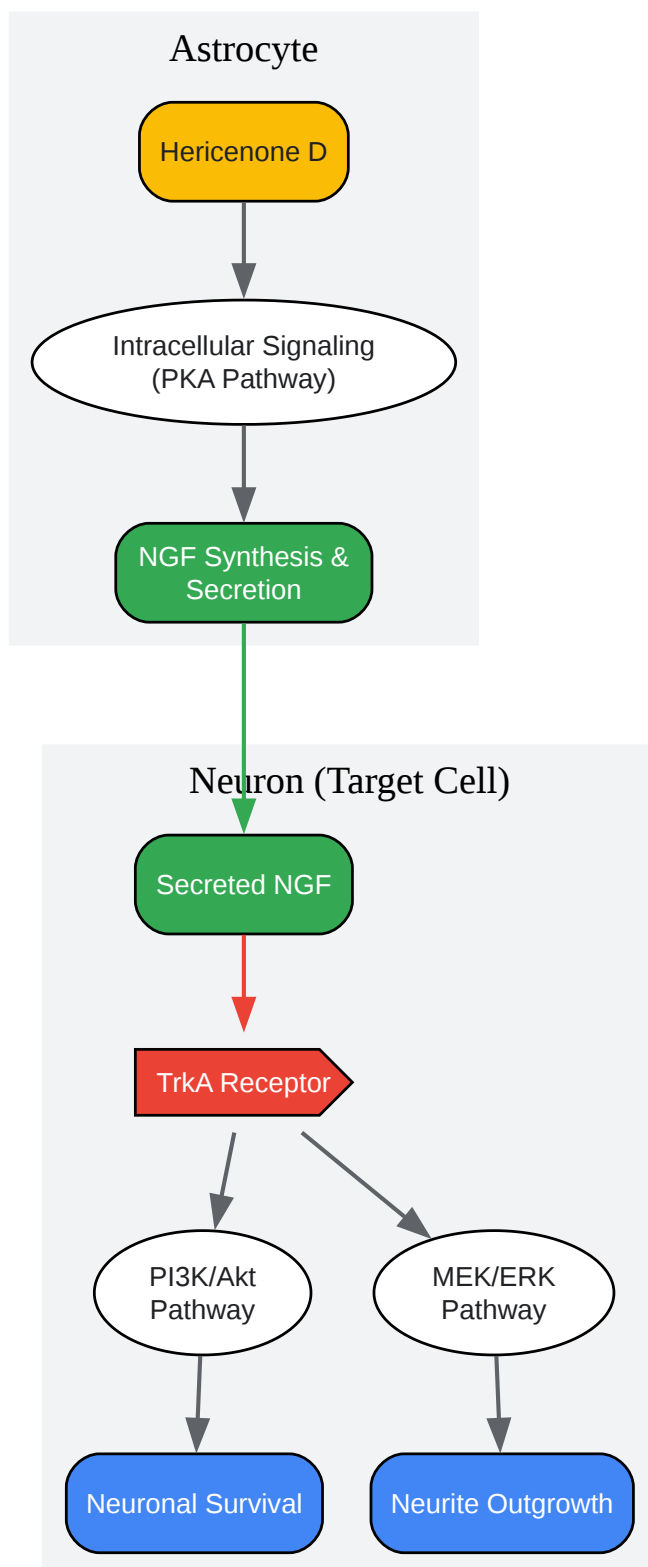 Astrocyte
Hericenone D
Intracellular Signaling
(PKA Pathway)
NGF Synthesis &
Secretion
Neuron (Target Cell)
Secreted NGF
TrkA Receptor
PI3K/Akt
Pathway
MEK/ERK
Pathway
Neuronal Survival
Neurite Outgrowth